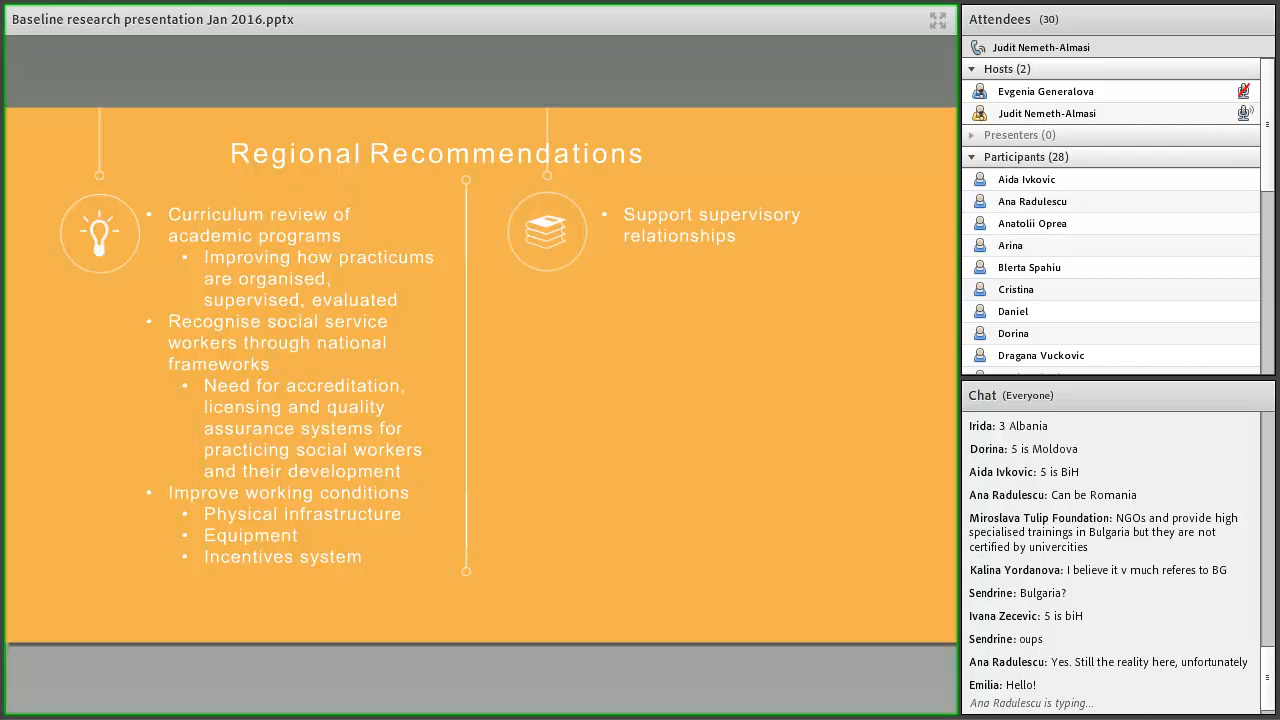 Baseline research presentation Jan 2016.pptx
Regional Recommendations
• Curriculum review of
academic programs
• Improving how practicums
are organised,
supervised, evaluated
• Recognise social service
workers through national
frameworks
• Need for accreditation,
licensing and quality
assurance systems for
practicing social workers
and their development
• Improve working conditions
• Physical infrastructure
• Equipment
• Incentives system
• Support supervisory
relationships
Attendees (30)
Judit Nemeth-Almasi
Hosts (2)
Evgenia Generalova
Judit Nemeth-Almasi
Presenters (0)
Participants (28)
Aida Ivkovic
Ana Radulescu
Anatolii Oprea
Arina
Blerta Spahiu
Cristina
Daniel
Dorina
Dragana Vuckovic
Chat (Everyone)
Irida: 3 Albania
Dorina: 5 is Moldova
Aida Ivkovic: 5 is BiH
Ana Radulescu: Can be Romania
Miroslava Tulip Foundation: NGOs and provide high
specialised trainings in Bulgaria but they are not
certified by univercities
Kalina Yordanova: I believe it v much referes to BG
Sendrine: Bulgaria?
Ivana Zecevic: 5 is biH
Sendrine: oups
Ana Radulescu: Yes. Still the reality here, unfortunately
Emilia: Hello!
Ana Radulescu is typing...